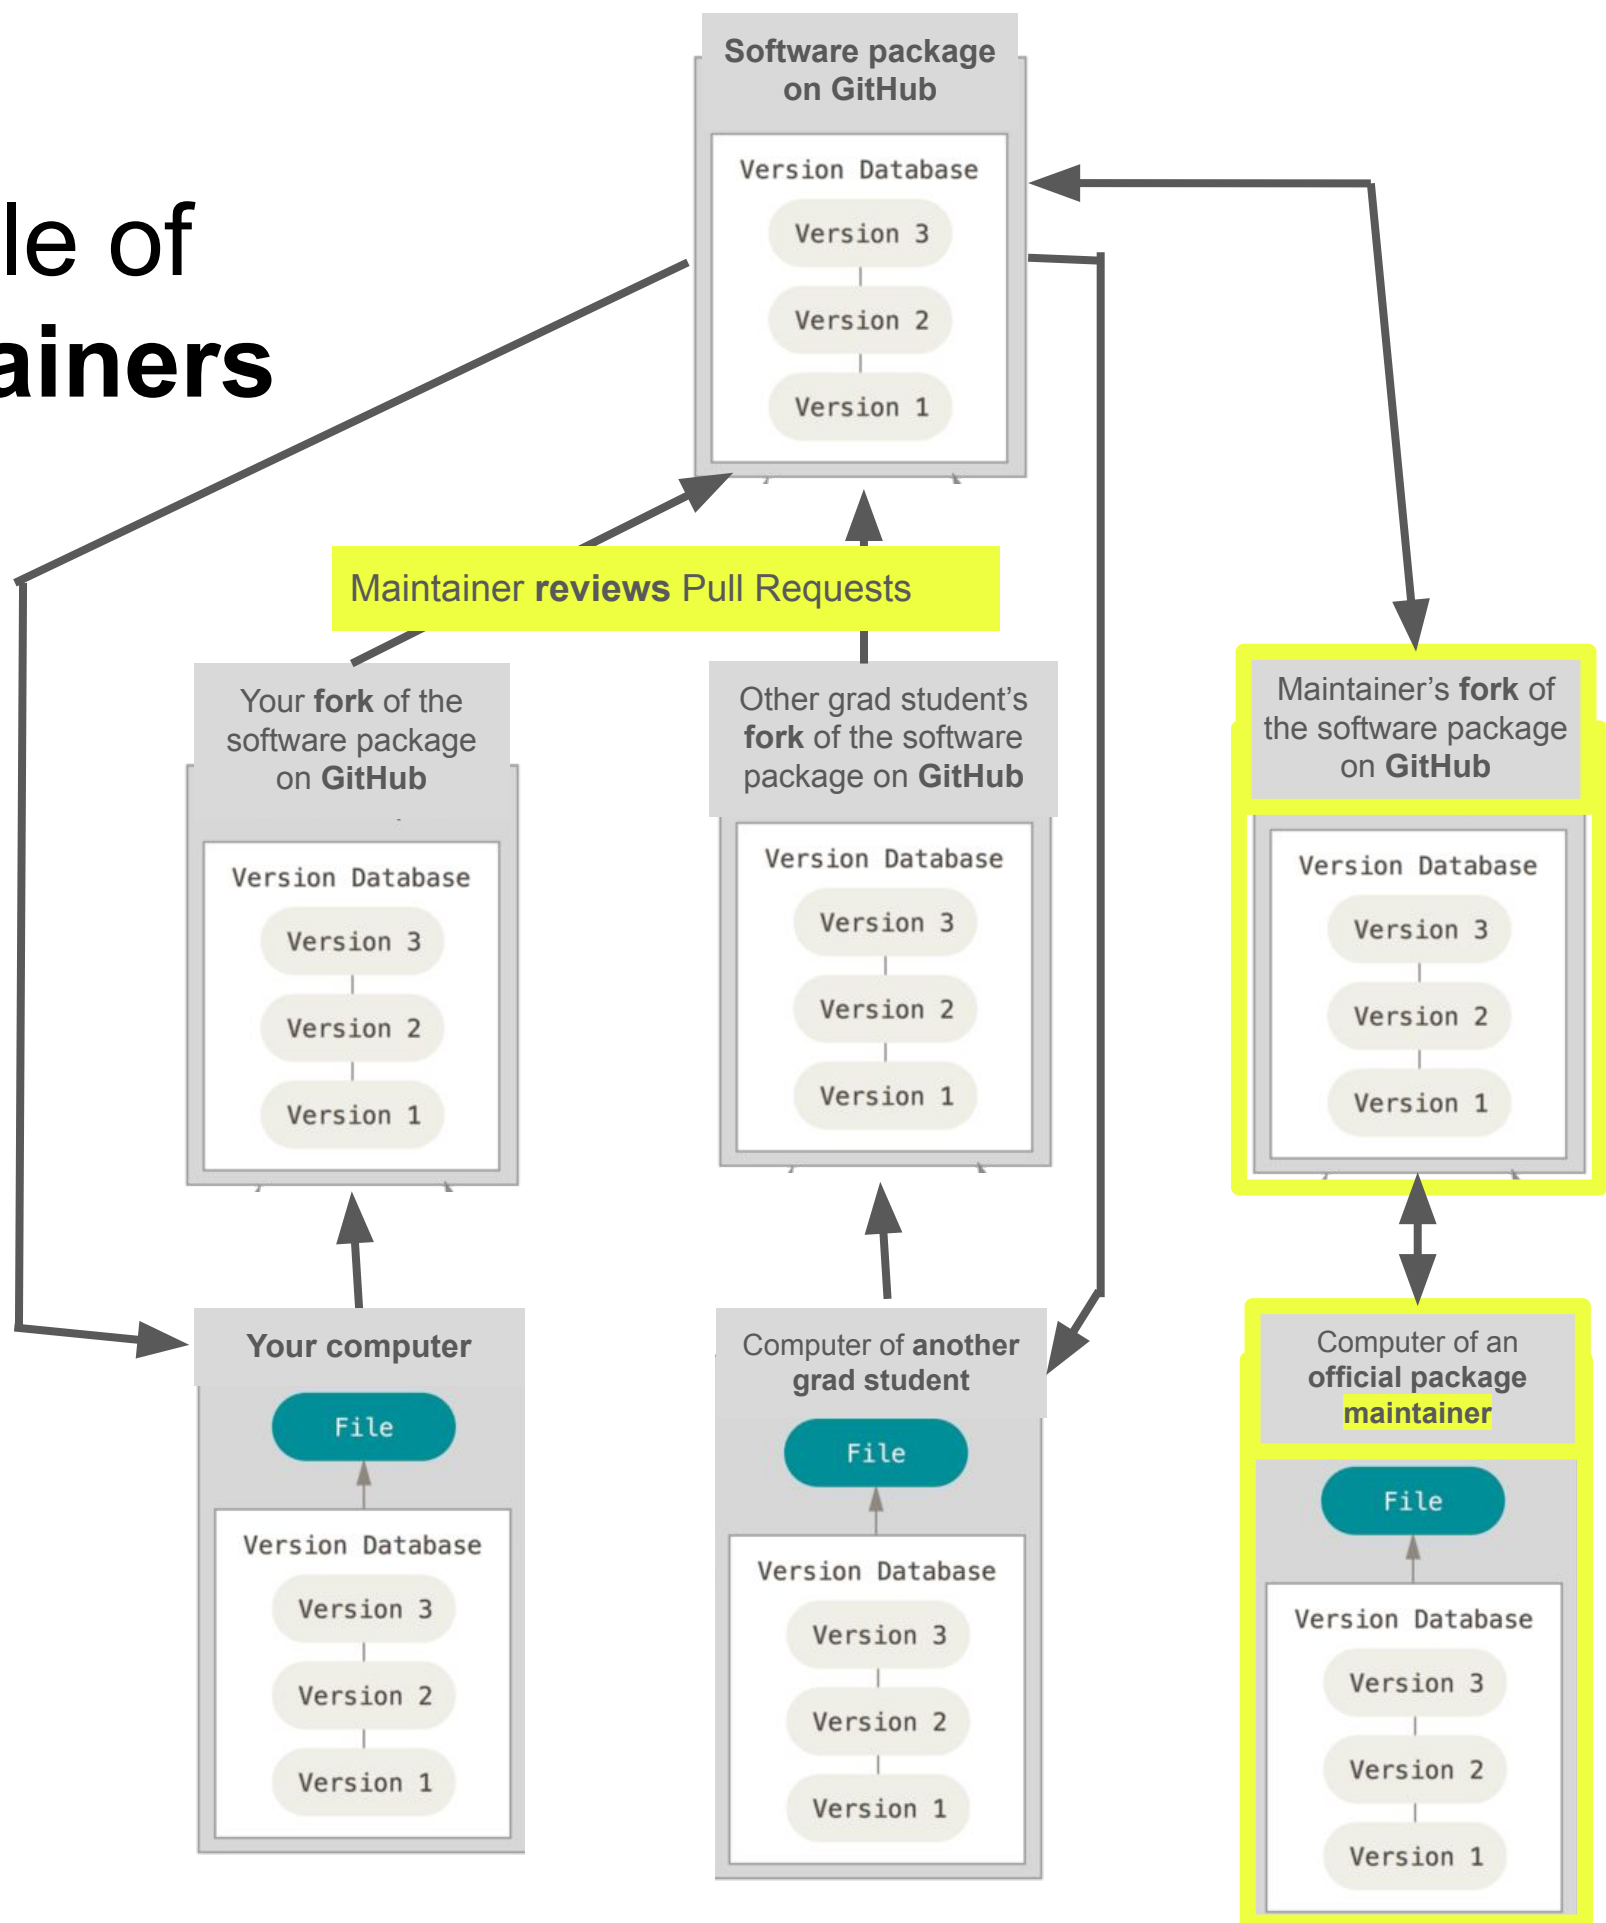 Software package
on GitHub
Version Database
Version 3
Version 2
Version 1
le of
ainers
Maintainer reviews Pull Requests
Your fork of the
software package
on GitHub
Version Database
Version 3
Version 2
Version 1
Other grad student's
fork of the software
package on GitHub
Version Database
Version 3
Version 2
Version 1
Maintainer's fork of
the software package
on GitHub
Version Database
Version 3
Version 2
Version 1
Your computer
File
Version Database
Version 3
Version 2
Version 1
Computer of another
grad student
File
Version Database
Version 3
Version 2
Version 1
Computer of an
official package
maintainer
File
Version Database
Version 3
Version 2
Version 1